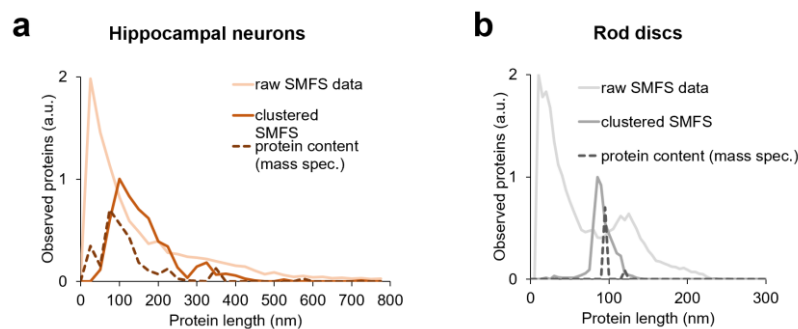 a
Hippocampal neurons
Observed proteins (a.u.)
2
1
0
raw SMFS data
clustered
SMFS
protein content
(mass spec.)
0 100 200 300 400 500 600 700 800
Protein length (nm)
b
Rod discs
Observed proteins (a.u.)
2
1
0
raw SMFS data
clustered SMFS
protein content (mass spec.)
0 100 200 300
Protein length (nm)